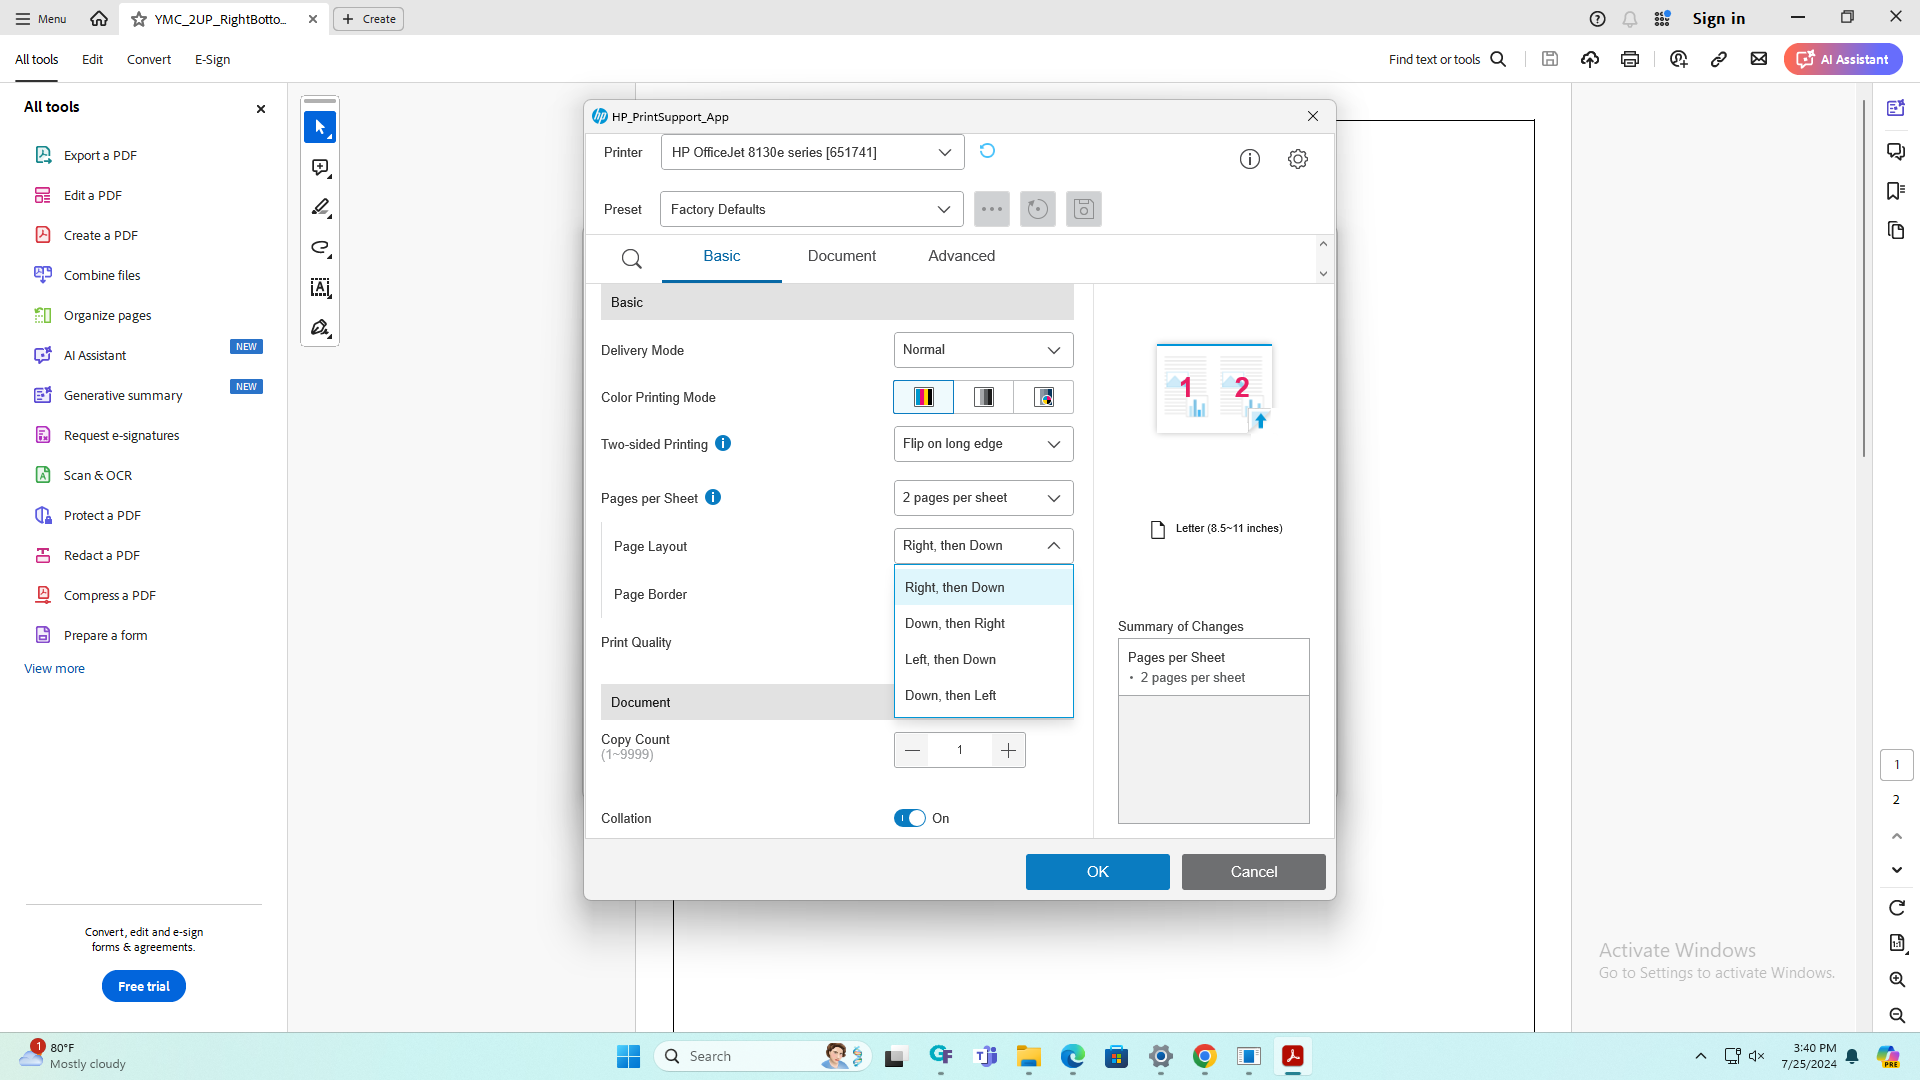 Menu
YMC_2UP_RightBotto...
Create
Sign in
All tools
Edit
Convert
E-Sign
Find text or tools
AI Assistant
All tools
Export a PDF
Edit a PDF
Create a PDF
Combine files
Organize pages
AI Assistant
NEW
Generative summary
NEW
Request e-signatures
Scan & OCR
Protect a PDF
Redact a PDF
Compress a PDF
Prepare a form
View more
Convert, edit and e-sign
forms & agreements.
Free trial
HP_PrintSupport_App
Printer
HP OfficeJet 8130e series [651741]
Preset
Factory Defaults
Basic
Document
Advanced
Basic
Delivery Mode
Normal
Color Printing Mode
Two-sided Printing
Flip on long edge
Pages per Sheet
2 pages per sheet
Page Layout
Right, then Down
Right, then Down
Down, then Right
Left, then Down
Down, then Left
Page Border
Print Quality
Document
Copy Count
(1~9999)
1
Collation
On
1 2
Letter (8.5~11 inches)
Summary of Changes
Pages per Sheet
• 2 pages per sheet
OK
Cancel
1
2
1:1
Activate Windows
Go to Settings to activate Windows.
1
80°F
Mostly cloudy
Search
3:40 PM
7/25/2024
PRE